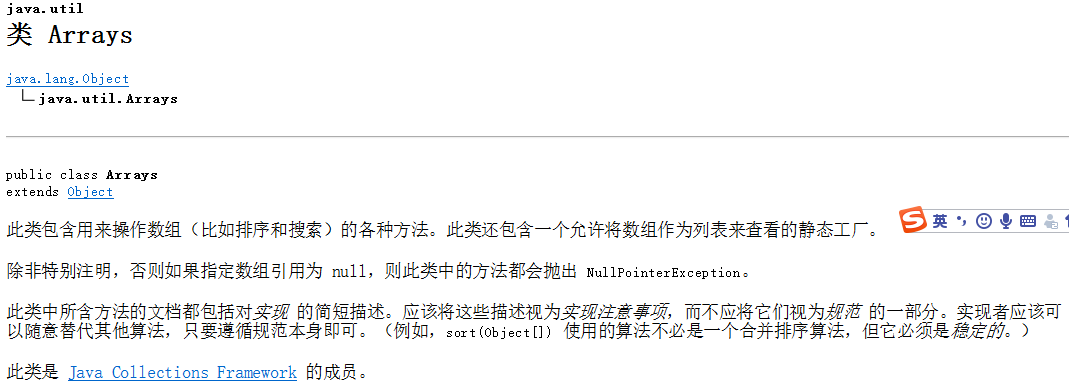 java.util
类 Arrays
java.lang.Object
java.util.Arrays
public class Arrays
extends Object
此类包含用来操作数组（比如排序和搜索）的各种方法。此类还包含一个允许将数组作为列表来查看的静态工厂。
英
除非特别注明，否则如果指定数组引用为 null，则此类中的方法都会抛出 NullPointerException。
此类中所含方法的文档都包括对实现 的简短描述。应该将这些描述视为实现注意事项，而不应将它们视为规范 的一部分。实现者应该可
以随意替代其他算法，只要遵循规范本身即可。（例如，sort(Object[]) 使用的算法不必是一个合并排序算法，但它必须是稳定的。）
此类是 Java Collections Framework 的成员。